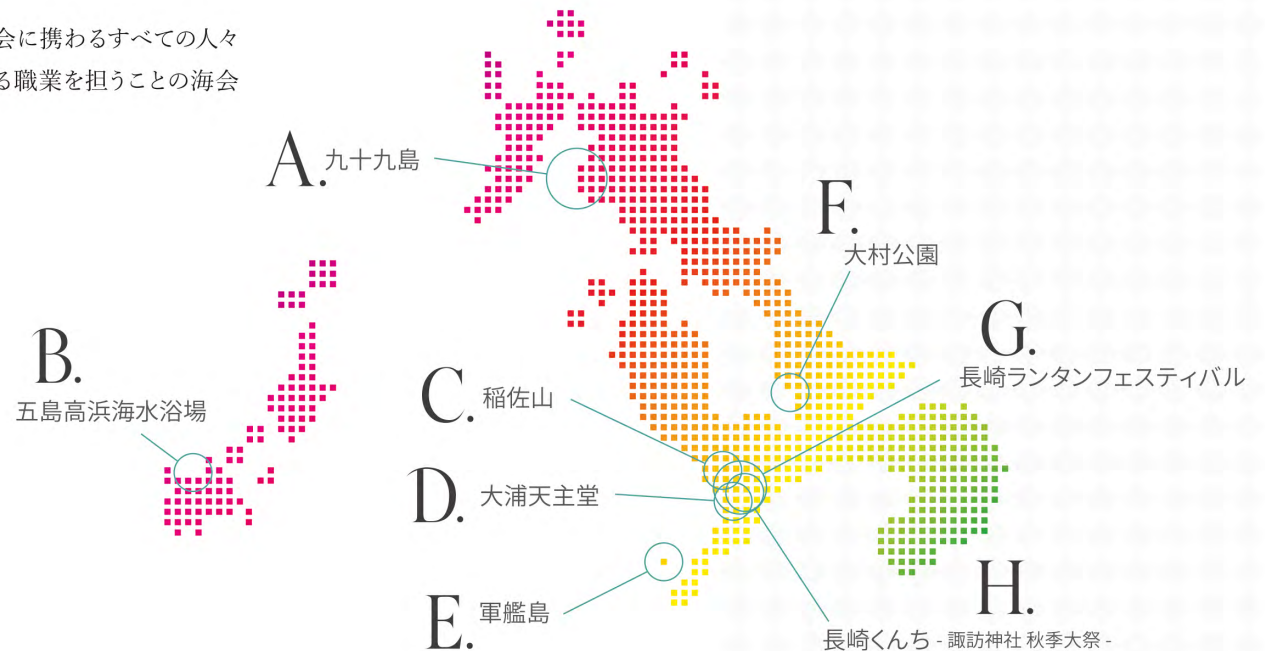 会に携わるすべての人々
る職業を担うことの海会
A. 九十九島
F.
大村公園
G.
長崎ランタンフェスティバル
B.
五島高浜海水浴場
C. 稲佐山
D. 大浦天主堂
E. 軍艦島
H.
長崎くんち - 諏訪神社 秋季大祭 -